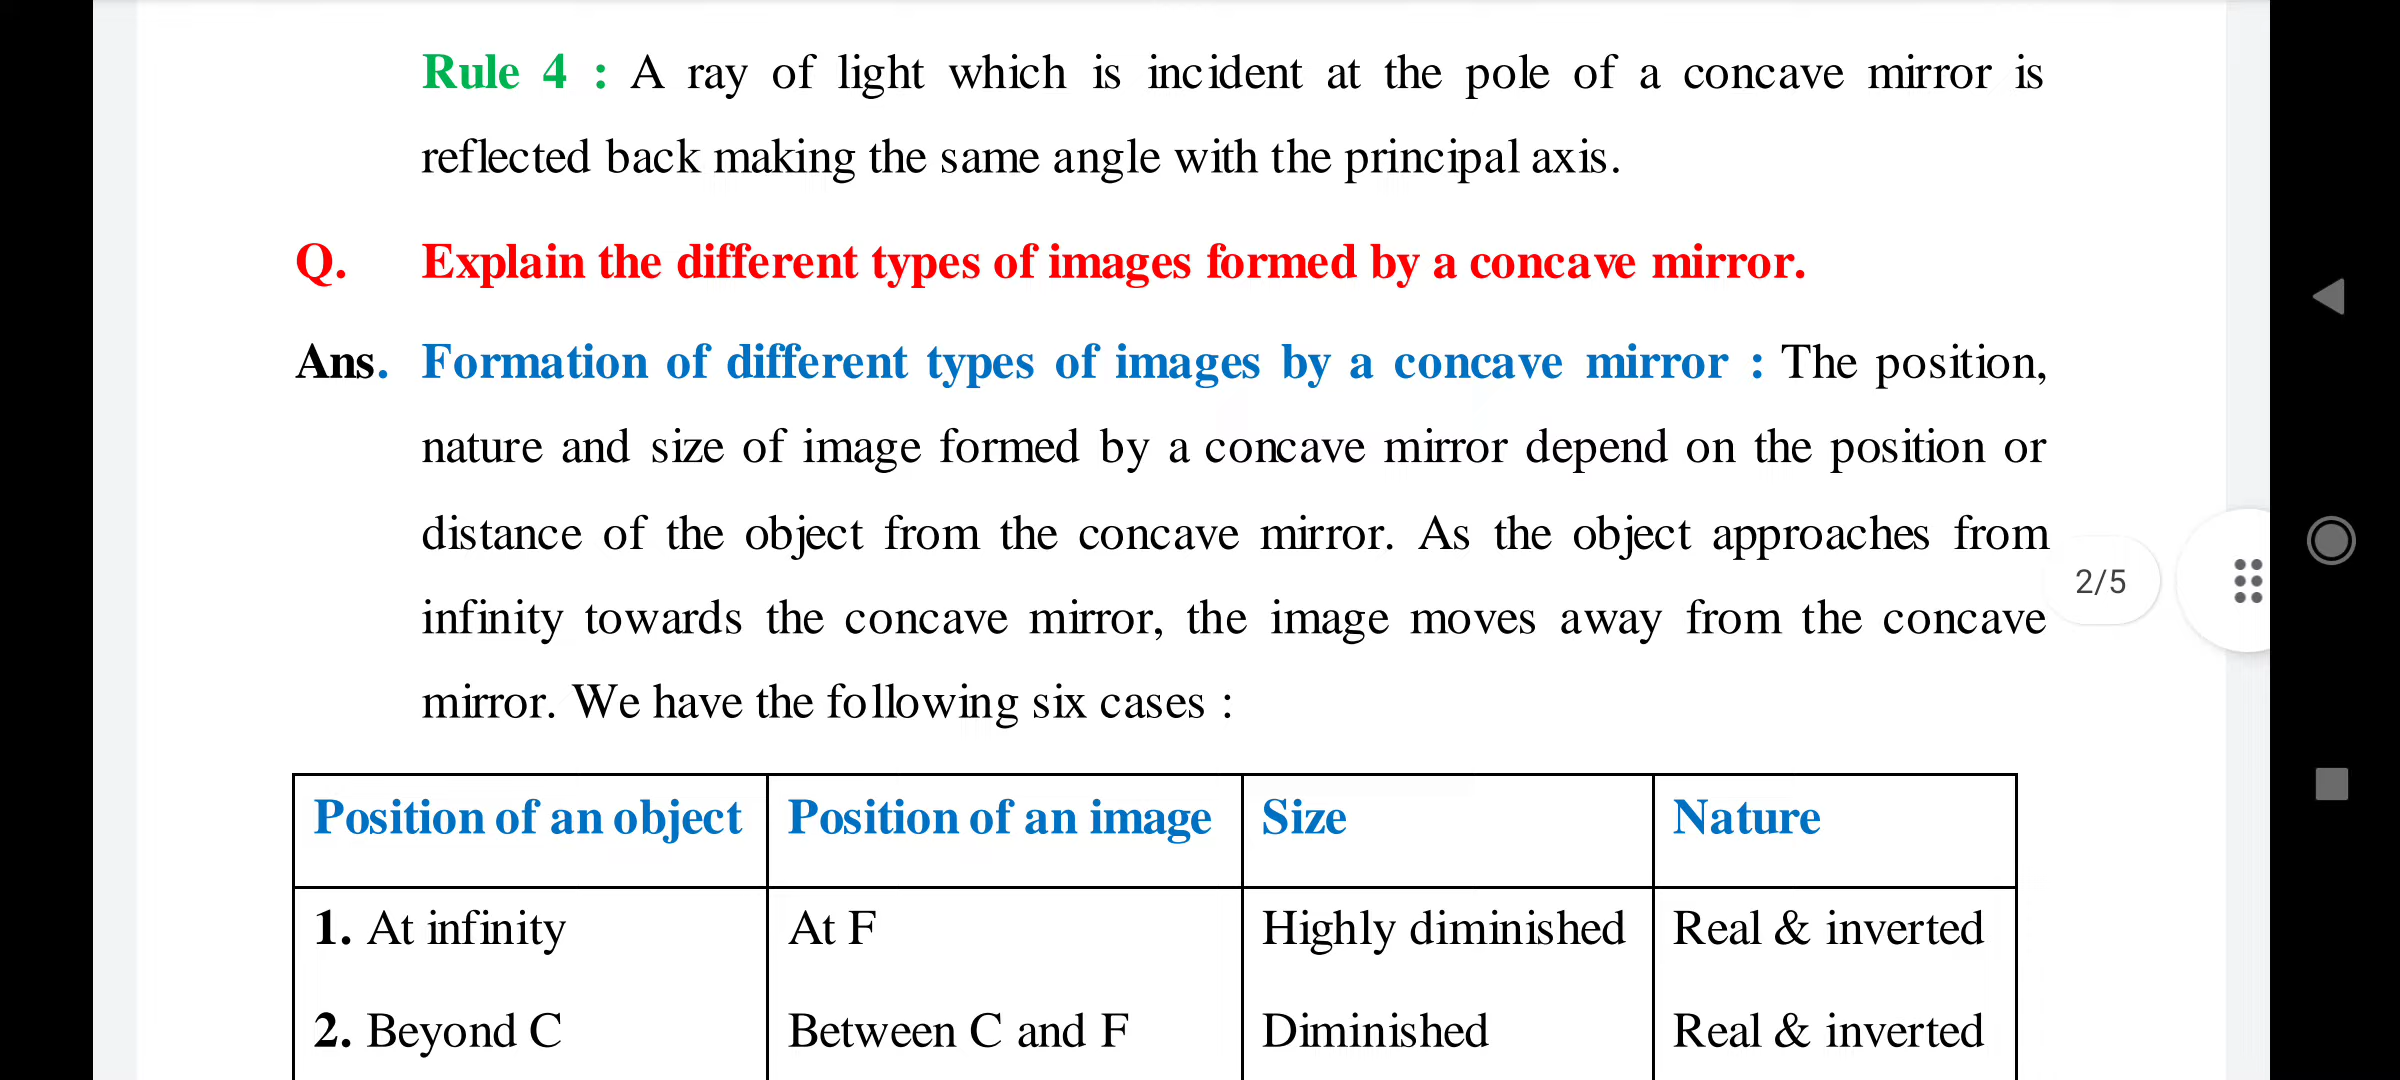 Rule 4 : A ray of light which is incident at the pole of a concave mirror is
reflected back making the same angle with the principal axis.
Q. Explain the different types of images formed by a concave mirror.
Ans. Formation of different types of images by a concave mirror : The position,
nature and size of image formed by a concave mirror depend on the position or
distance of the object from the concave mirror. As the object approaches from
infinity towards the concave mirror, the image moves away from the concave
mirror. We have the following six cases :
2/5
Position of an object Position of an image Size Nature
1. At infinity At F Highly diminished Real & inverted
2. Beyond C Between C and F Diminished Real & inverted